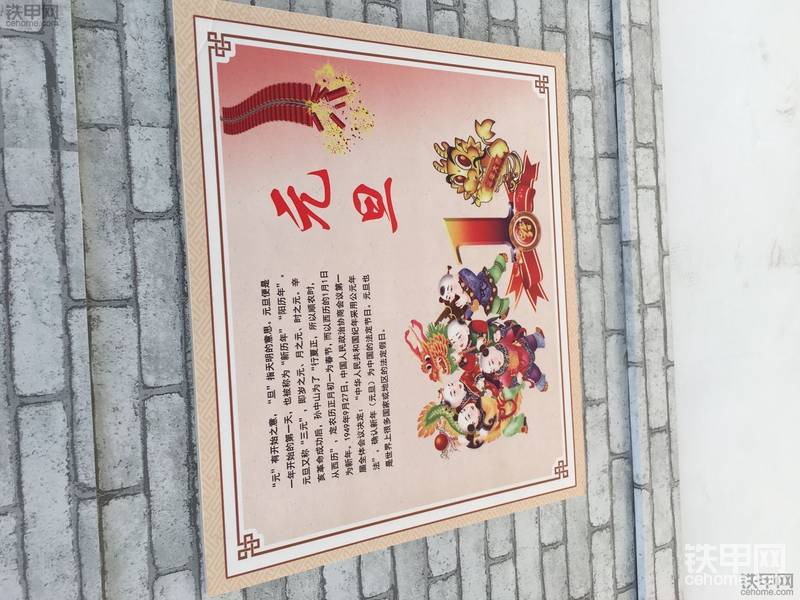 元旦
“元”有开始之意，“旦”指天明的意思。元旦便是
一年开始的第一天，也被称为“新历年”“阳历年”。
元旦又称“三元”，即岁之元、月之元、时之元。辛
亥革命成功后，孙中山为了“行夏正，所以顺农时，
从西历”，定农历正月初一为春节，而以西历的1月1日
为新年。1949年9月27日，中国人民政治协商会议第一
届全体会议决定：“中华人民共和国纪年采用公元年
法”，确认新年（元旦）为中国的法定节日。元旦也
是世界上很多国家或地区的法定假日。
1
铁甲网
cehome.com
铁甲网
cehome.com
铁甲网
cehome.com